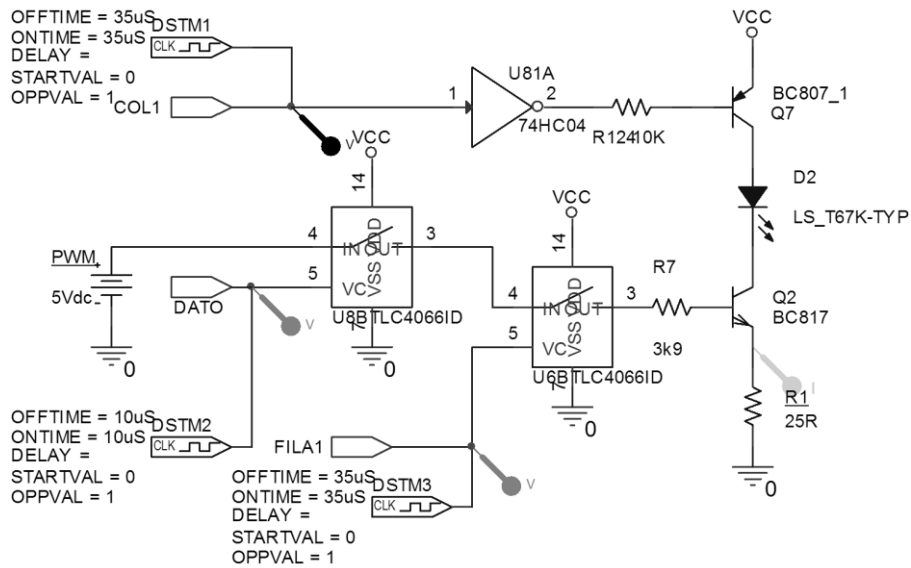 OFFTIME = 35uS
DSTM1
ONTIME = 35uS
CLK
DELAY =
STARTVAL = 0
OPPVAL = 1
COL1
V
VCC
14
U81A
1
2
74HC04
R124
10K
VCC
BC807_1
Q7
D2
LS_T67K-TYP
PWM
+
5Vdc
-
0
4
IN
OUT
3
VDD
VSS
5
VC
DATO
V
U8B
TLC4066ID
7
0
VCC
14
4
IN
OUT
3
VDD
VSS
5
VC
U6B
TLC4066ID
7
0
R7
3k9
Q2
BC817
I
R1
25R
0
OFFTIME = 10uS
DSTM2
ONTIME = 10uS
CLK
DELAY =
STARTVAL = 0
OPPVAL = 1
FILA1
V
OFFTIME = 35uS
DSTM3
ONTIME = 35uS
CLK
DELAY =
STARTVAL = 0
OPPVAL = 1